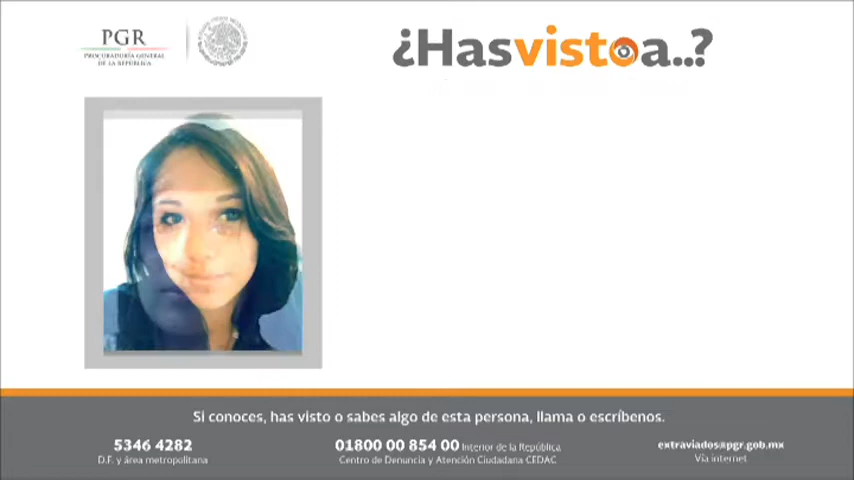 PGR
PROCURADURÍA GENERAL
DE LA REPÚBLICA
¿Hasvistoa..?
Si conoces, has visto o sabes algo de esta persona, llama o escríbenos.
5346 4282
D.F. y área metropolitana
01800 00 854 00 Interior de la República
Centro de Denuncia y Atención Ciudadana CEDAC
extraviados@pgr.gob.mx
Vía internet